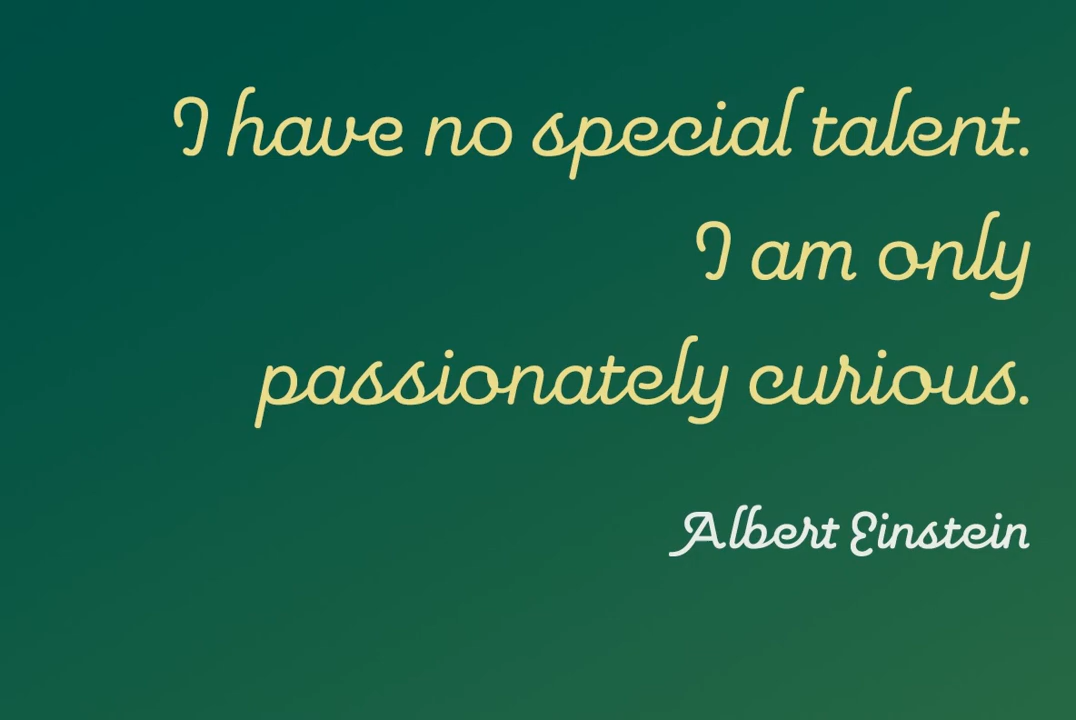 I have no special talent.
I am only
passionately curious.
Albert Einstein